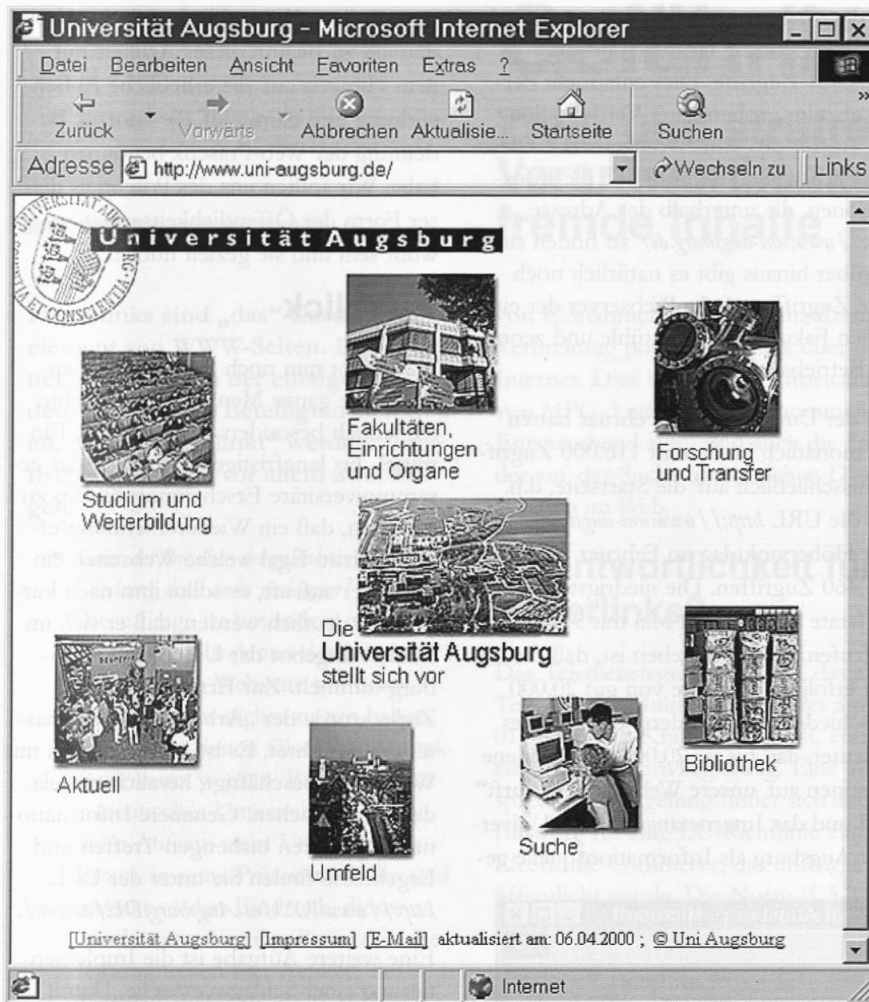 Universität Augsburg - Microsoft Internet Explorer
Datei Bearbeiten Ansicht Favoriten Extras ?
Zurück Vorwärts Abbrechen Aktualisie... Startseite Suchen »
Adresse http://www.uni-augsburg.de/ Wechseln zu Links
Universität Augsburg
Fakultäten,
Einrichtungen
und Organe
Forschung
und Transfer
Studium und
Weiterbildung
Die
Universität Augsburg
stellt sich vor
Aktuell
Bibliothek
Suche
Umfeld
[Universität Augsburg] [Impressum] [E-Mail] aktualisiert am: 06.04.2000 ; © Uni Augsburg
Internet